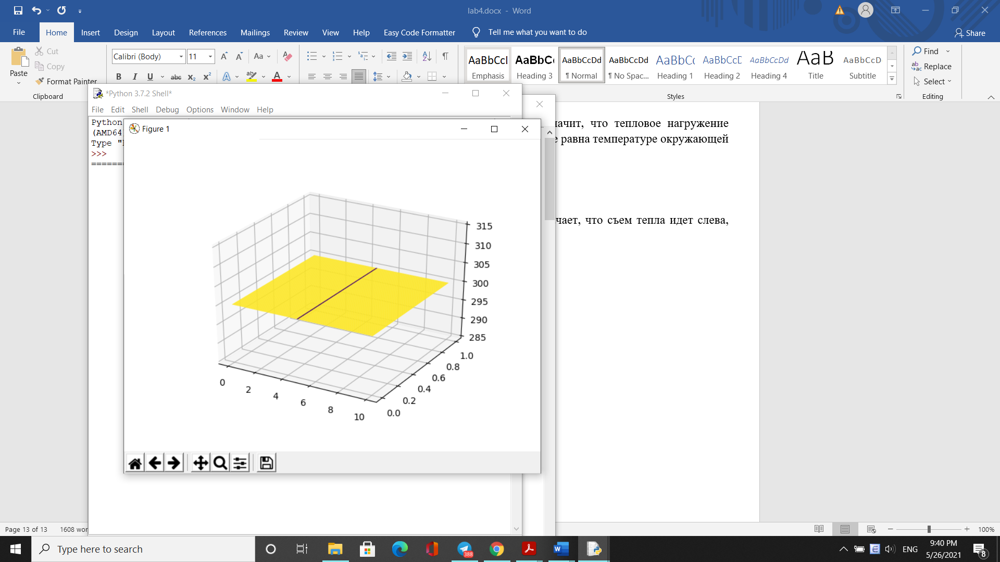 lab4.docx - Word
File Home Insert Design Layout References Mailings Review View Help Easy Code Formatter Tell me what you want to do Share
Paste
Cut
Copy
Format Painter
Clipboard
Calibri (Body) 11
Aa
B I U abc x₂ x² A ab A
AaBbCcI AaBbC AaBbCcDd AaBbCcDd AaBbC AaBbCcD AaBbCcDd AaB AaBbCcD
Emphasis Heading 3 ¶ Normal ¶ No Spac... Heading 1 Heading 2 Heading 4 Title Subtitle
Styles
Find
Replace
Select
Editing
*Python 3.7.2 Shell*
File Edit Shell Debug Options Window Help
Python
(AMD64
Type "
>>>
=======
Figure 1
315
310
305
300
295
290
285
1.0
0.8
0.6
0.4
0.2
0.0
0 2 4 6 8 10
что тепловое нагружение
равна температуре окружающей
что съем тепла идет слева,
Page 13 of 13 1608 wor
100%
Type here to search
388
ENG
9:40 PM
5/26/2021
8